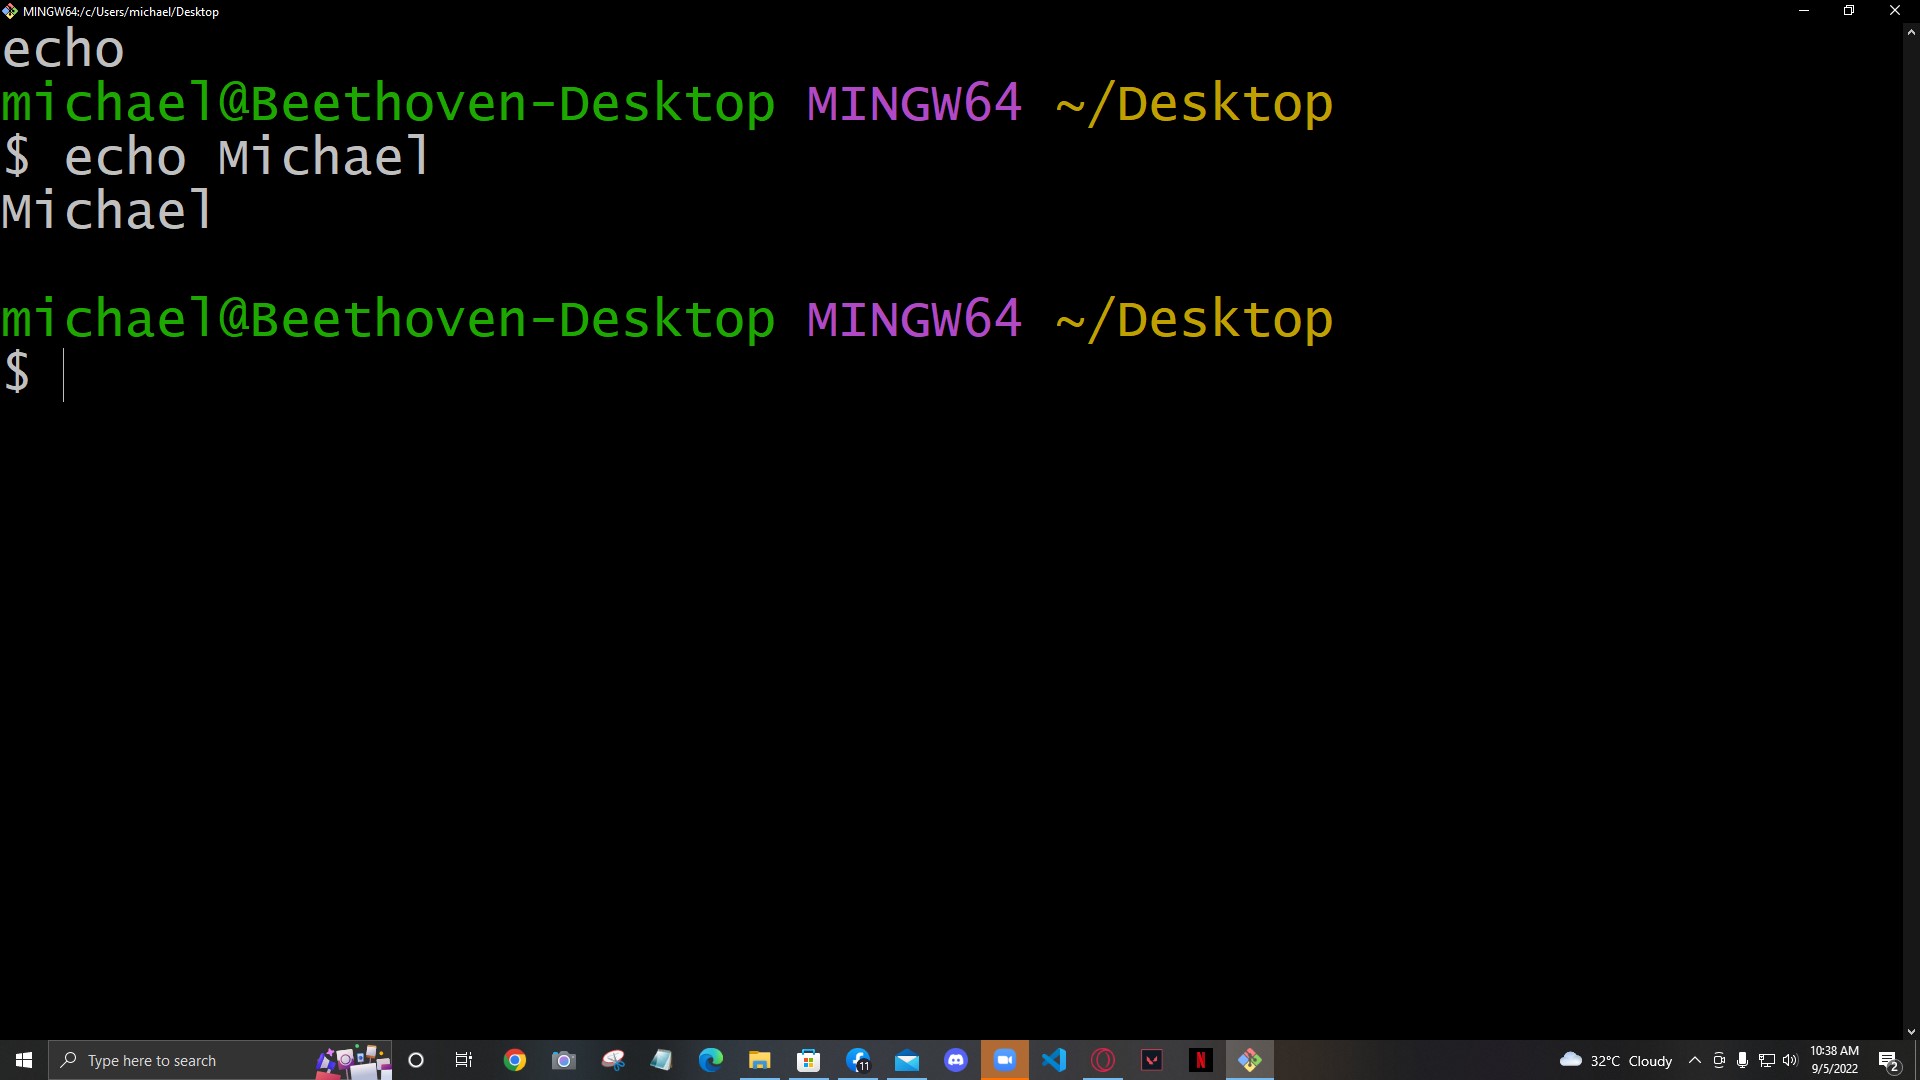 MINGW64:/c/Users/michael/Desktop
echo
michael@Beethoven-Desktop MINGW64 ~/Desktop
$ echo Michael
Michael
michael@Beethoven-Desktop MINGW64 ~/Desktop
$
Type here to search
11
N
32°C Cloudy
10:38 AM
9/5/2022
2